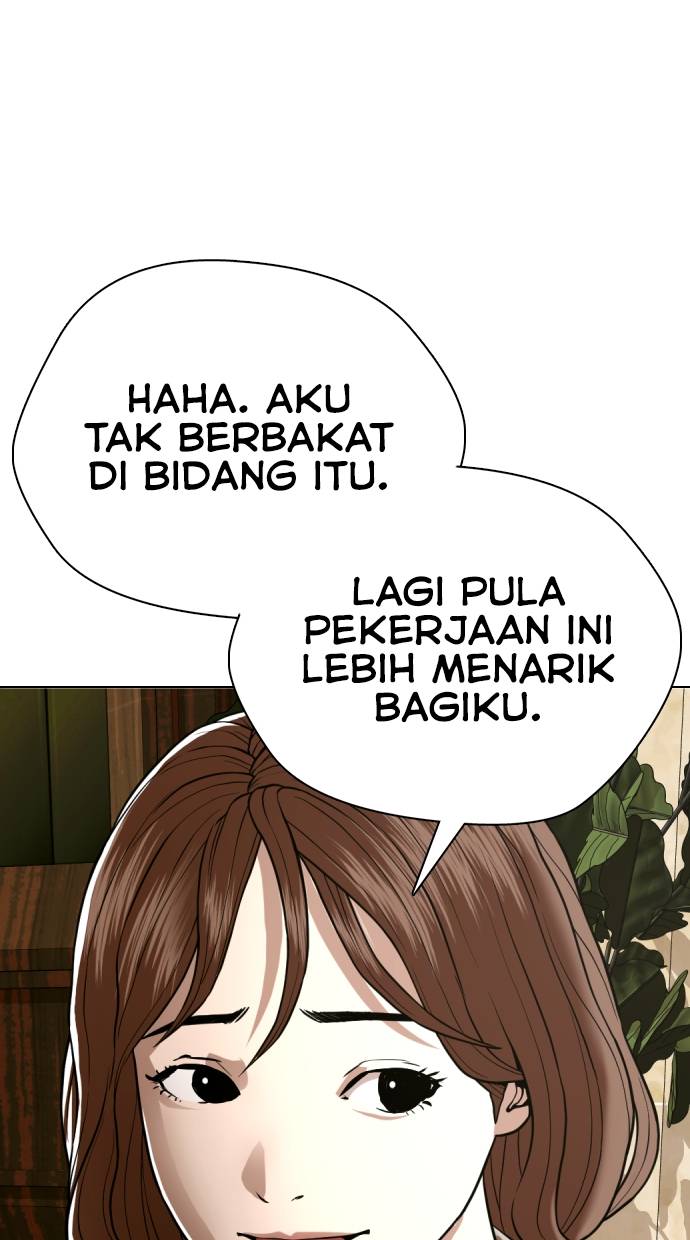 HAHA. AKU
TAK BERBAKAT
DI BIDANG ITU.
LAGI PULA
PEKERJAAN INI
LEBIH MENARIK
BAGIKU.